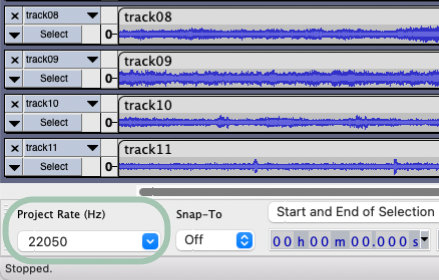 track08 track08
Select 0-
track09 track09
Select 0-
track10 track10
Select 0-
track11 track11
Select 0-
Project Rate (Hz) Snap-To Start and End of Selection
22050 Off 00 h 00 m 00.000 s
Stopped.